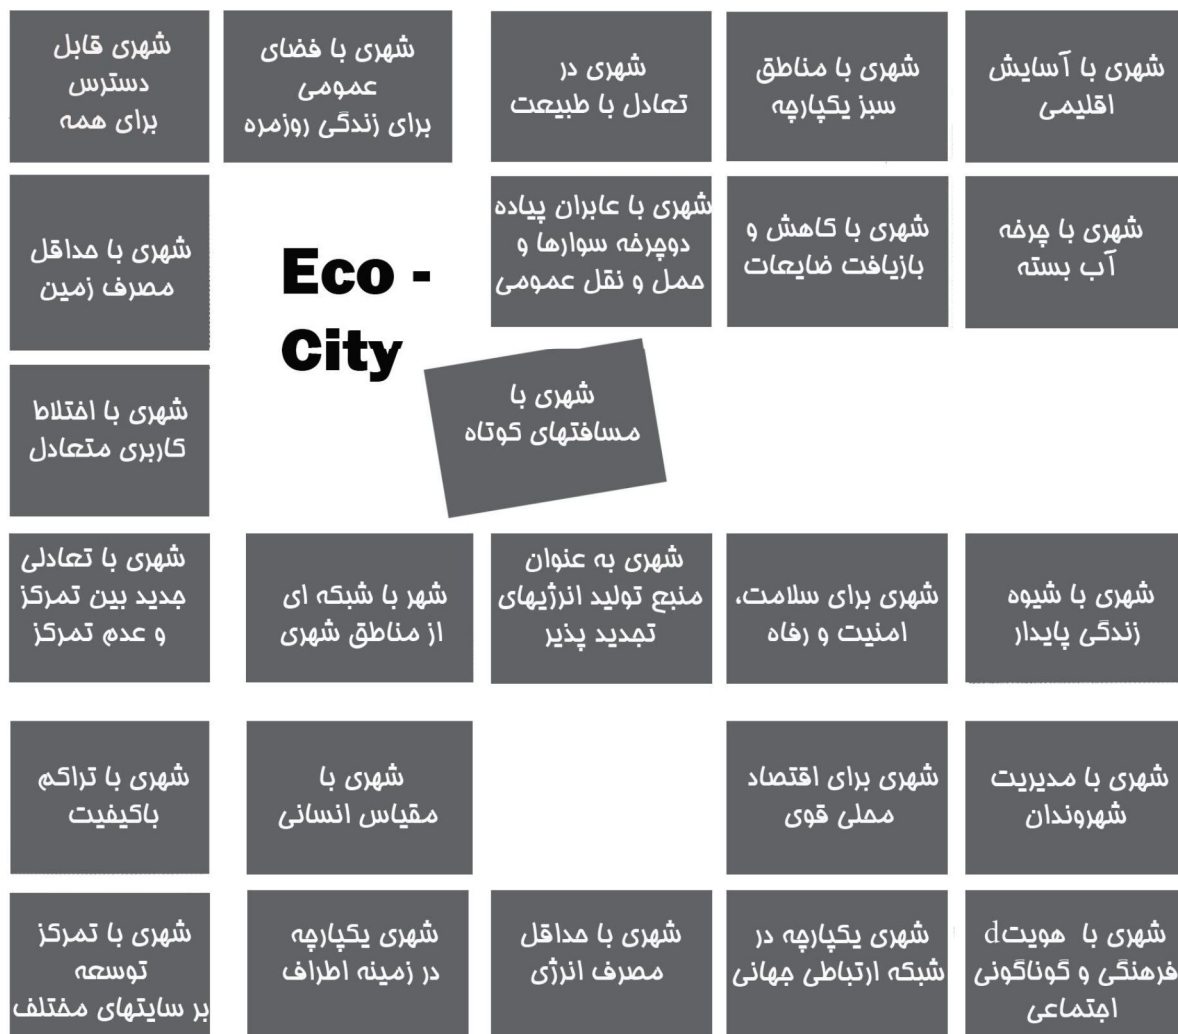 شهری با آسایش
اقلیمی
شهری با مناطق
سبز یکپارچه
شهری در
تعادل با طبیعت
شهری با فضای
عمومی
برای زندگی روزمره
شهری قابل
دسترس
برای همه
شهری با چرخه
آب بسته
شهری با کاهش و
بازیافت ضایعات
شهری با عابران پیاده
دوچرخه سوارها و
حمل و نقل عمومی
Eco -
City
شهری با حداقل
مصرف زمین
شهری با
مسافتهای کوتاه
شهری با اختلاط
کاربری متعادل
شهری با شیوه
زندگی پایدار
شهری برای سلامت،
امنیت و رفاه
شهری به عنوان
منبع تولید انرژیهای
تجدید پذیر
شهر با شبکه ای
از مناطق شهری
شهری با تعادلی
جدید بین تمرکز
و عدم تمرکز
شهری با مدیریت
شهروندان
شهری برای اقتصاد
محلی قوی
شهری با
مقیاس انسانی
شهری با تراکم
باکیفیت
شهری با هویتd
فرهنگی و گوناگونی
اجتماعی
شهری یکپارچه در
شبکه ارتباطی جهانی
شهری با حداقل
مصرف انرژی
شهری یکپارچه
در زمینه اطراف
شهری با تمرکز
توسعه
بر سایتهای مختلف